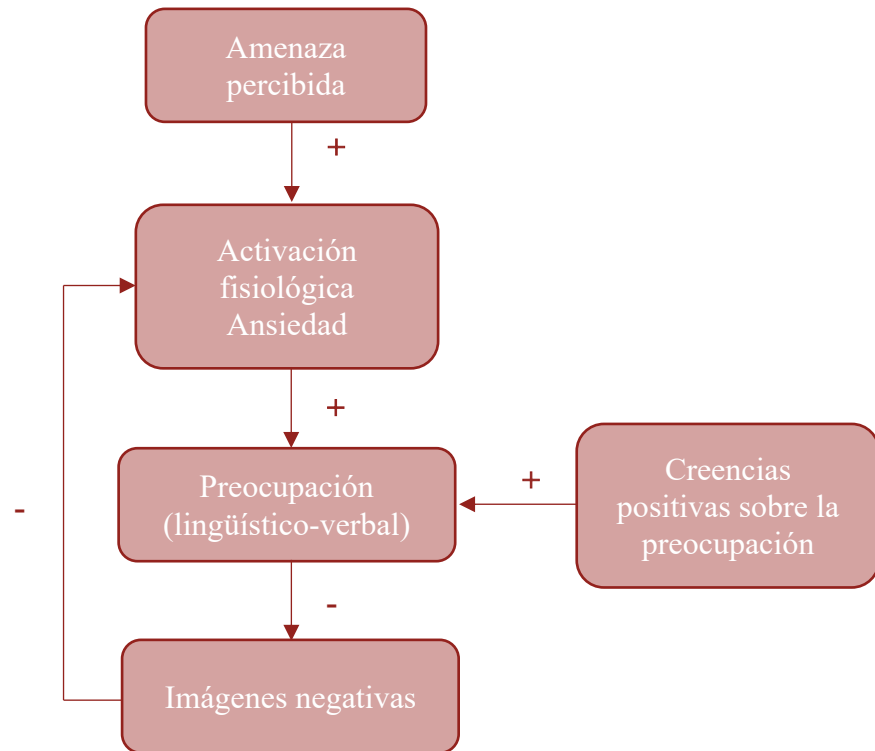 Amenaza
percibida
+
Activación
fisiológica
Ansiedad
+
Preocupación
(lingüístico-verbal)
+
Creencias
positivas sobre la
preocupación
-
-
Imágenes negativas